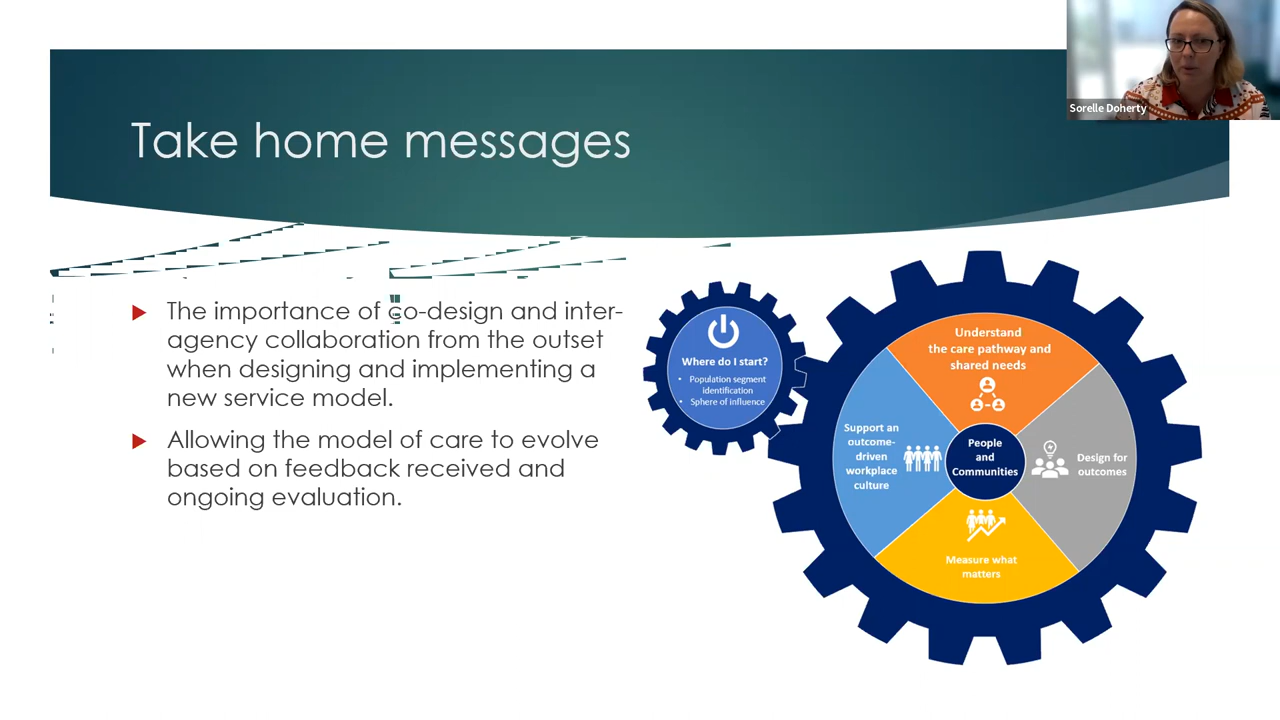 Sorelle Doherty
Take home messages
The importance of co-design and inter-
agency collaboration from the outset
when designing and implementing a
new service model.
Allowing the model of care to evolve
based on feedback received and
ongoing evaluation.
Where do I start?
• Population segment
identification
• Sphere of influence
Understand
the care pathway and
shared needs
Support an
outcome-
driven
workplace
culture
People
and
Communities
Design for
outcomes
Measure what
matters